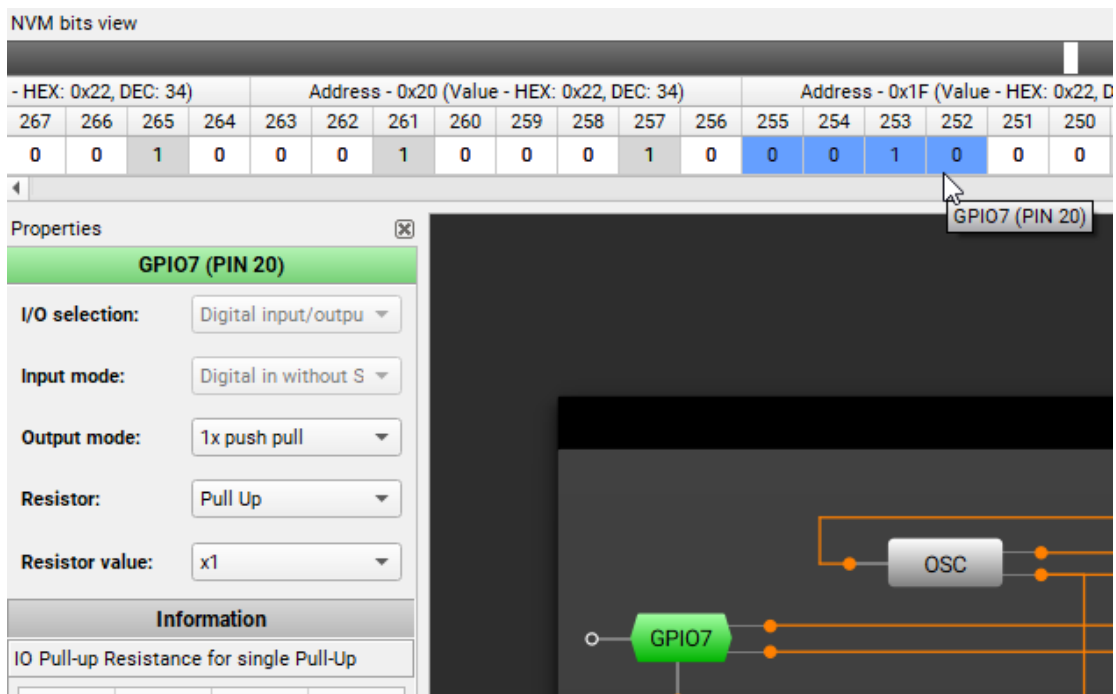 NVM bits view
- HEX: 0x22, DEC: 34) Address - 0x20 (Value - HEX: 0x22, DEC: 34) Address - 0x1F (Value - HEX: 0x22, D
267 266 265 264 263 262 261 260 259 258 257 256 255 254 253 252 251 250
0 0 1 0 0 0 1 0 0 0 1 0 0 0 1 0 0 0
GPIO7 (PIN 20)
Properties
GPIO7 (PIN 20)
I/O selection: Digital input/outpu
Input mode: Digital in without S
Output mode: 1x push pull
Resistor: Pull Up
Resistor value: x1
Information
IO Pull-up Resistance for single Pull-Up
OSC
GPIO7